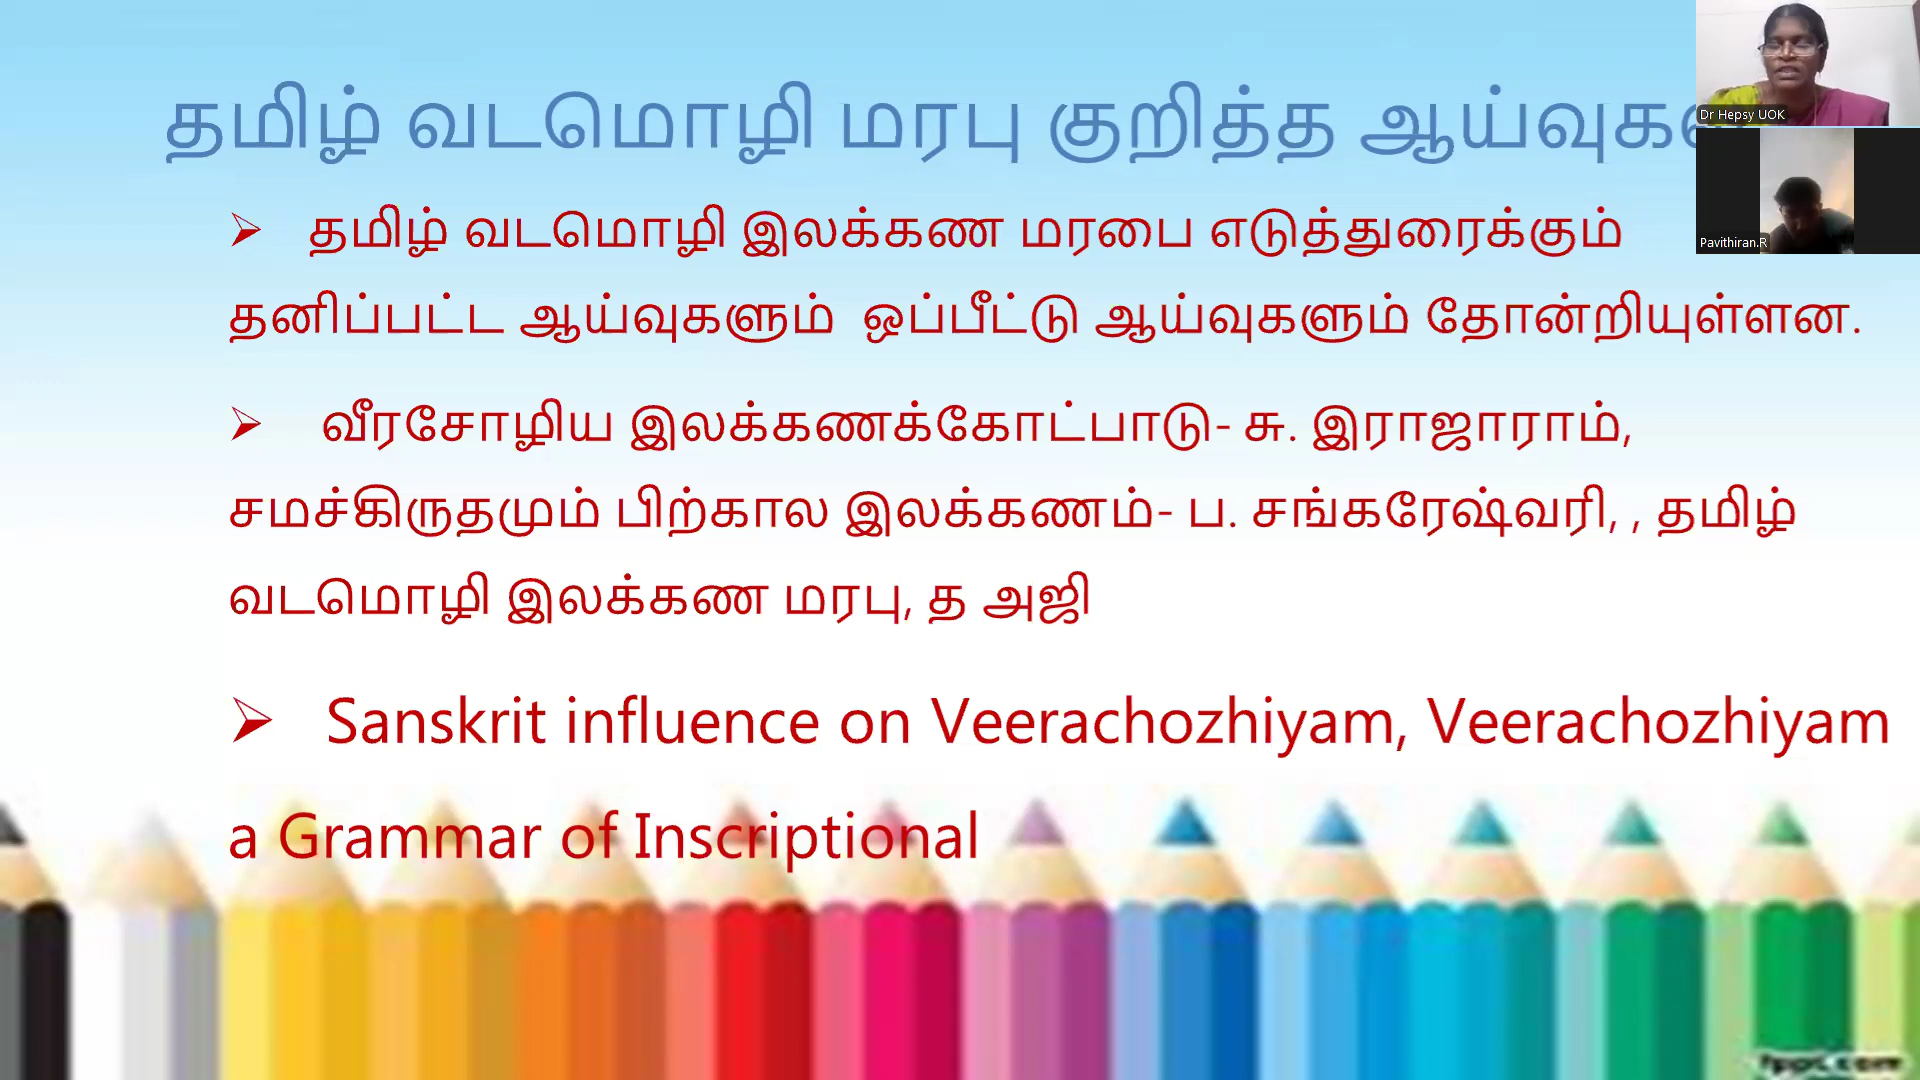 தமிழ் வடமொழி மரபு குறித்த
➢ தமிழ் வடமொழி இலக்கண மரபை எடுத்துரைக்கும்
தனிப்பட்ட ஆய்வுகளும் ஒப்பீட்டு ஆய்வுகளும் தோன்றியுள்ளன.
➢ வீரசோழிய இலக்கணக்கோட்பாடு- சு. இராஜாராம்,
சமச்கிருதமும் பிற்கால இலக்கணம்- ப. சங்கரேஷ்வரி, , தமிழ்
வடமொழி இலக்கண மரபு, த அஜி
➢ Sanskrit influence on Veerachozhiyam, Veerachozhiyam
a Grammar of Inscriptional
Dr Hepsy UOK
Pavithiran.R
fppt.com